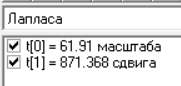 Лапласа
t[0] = 61.91 масштаба
t[1] = 871.368 сдвига